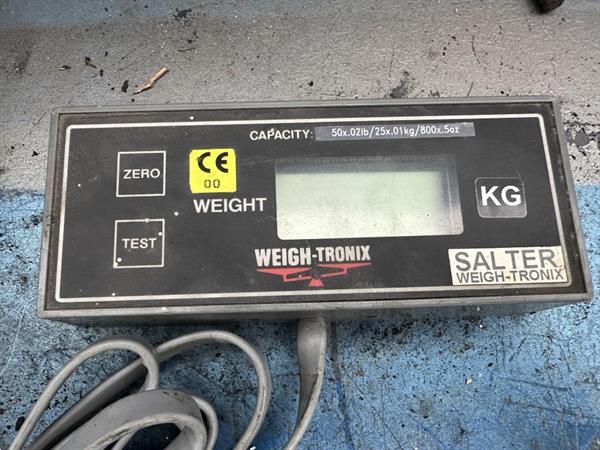 CAPACITY: 50x.02lb/25x.01kg/800x.5oz
ZERO
CE
00
WEIGHT
KG
TEST
WEIGH-TRONIX
SALTER
WEIGH-TRONIX